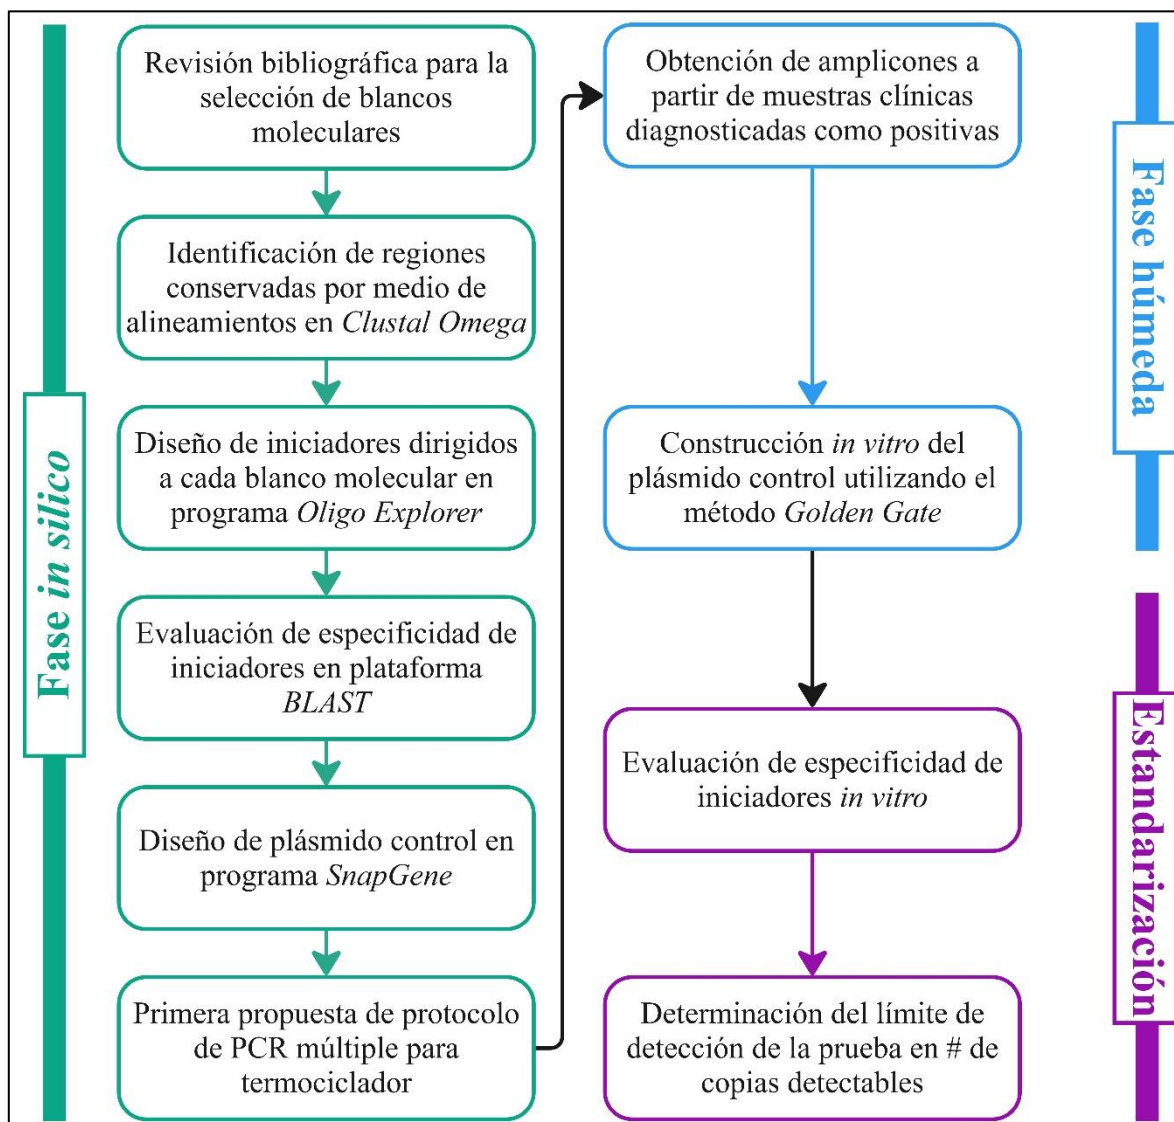 Fase in silico
Revisión bibliográfica para la
selección de blancos
moleculares
Identificación de regiones
conservadas por medio de
alineamientos en Clustal Omega
Diseño de iniciadores dirigidos
a cada blanco molecular en
programa Oligo Explorer
Evaluación de especificidad de
iniciadores en plataforma
BLAST
Diseño de plásmido control en
programa SnapGene
Primera propuesta de protocolo
de PCR múltiple para
termociclador
Fase húmeda
Obtención de amplicones a
partir de muestras clínicas
diagnosticadas como positivas
Construcción in vitro del
plásmido control utilizando el
método Golden Gate
Estandarización
Evaluación de especificidad de
iniciadores in vitro
Determinación del límite de
detección de la prueba en # de
copias detectables